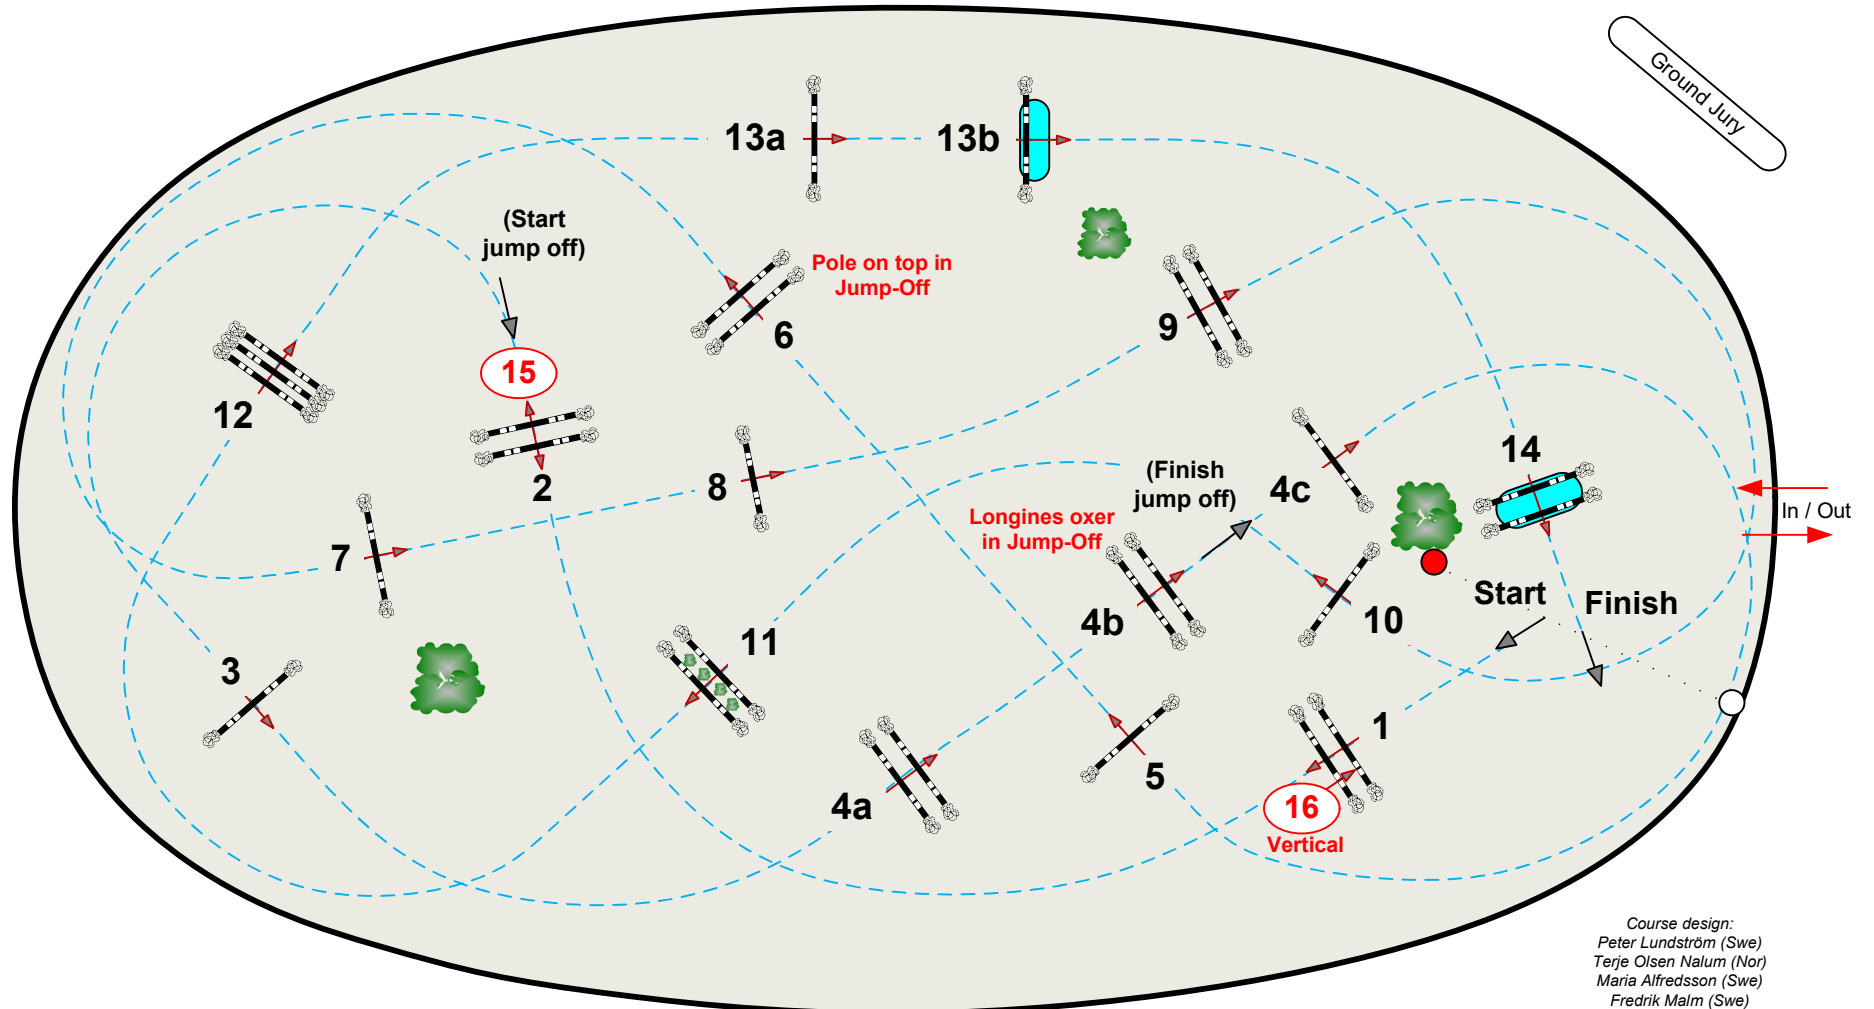 Ground Jury
13a
13b
(Start
jump off)
Pole on top in
Jump-Off
6
9
15
12
2
8
7
(Finish
jump off)
4c
14
In / Out
Longines oxer
in Jump-Off
Start
Finish
4b
10
11
3
1
5
4a
16
Vertical
Course design:
Peter Lundström (Swe)
Terje Olsen Nalum (Nor)
Maria Alfredsson (Swe)
Fredrik Malm (Swe)